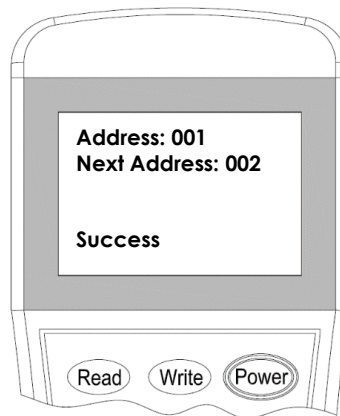 Address: 001
Next Address: 002
Success
Read Write Power